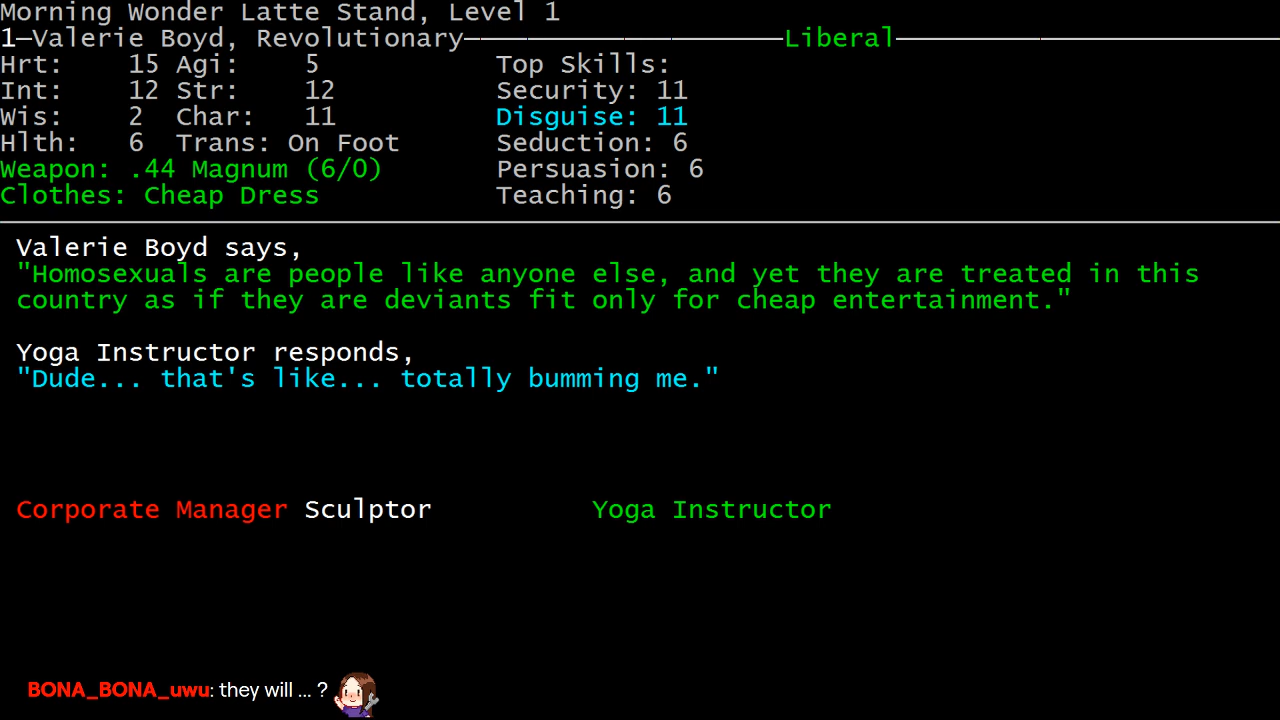 Morning Wonder Latte Stand, Level 1
1—Valerie Boyd, Revolutionary Liberal
Hrt: 15 Agi: 5 Top Skills:
Int: 12 Str: 12 Security: 11
Wis: 2 Char: 11 Disguise: 11
Hlth: 6 Trans: On Foot Seduction: 6
Weapon: .44 Magnum (6/0) Persuasion: 6
Clothes: Cheap Dress Teaching: 6
Valerie Boyd says,
"Homosexuals are people like anyone else, and yet they are treated in this
country as if they are deviants fit only for cheap entertainment."
Yoga Instructor responds,
"Dude... that's like... totally bumming me."
Corporate Manager Sculptor Yoga Instructor
BONA_BONA_uwu: they will ... ?